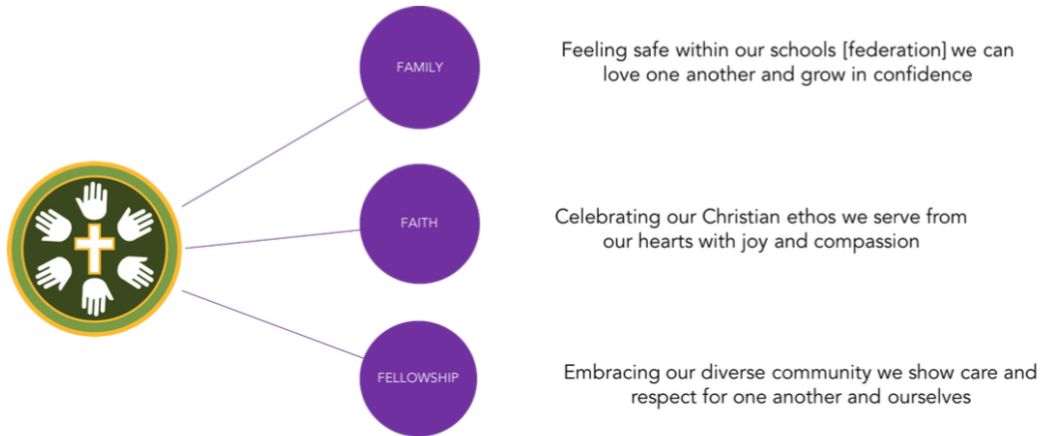 FAMILY
Feeling safe within our schools [federation] we can
love one another and grow in confidence
FAITH
Celebrating our Christian ethos we serve from
our hearts with joy and compassion
FELLOWSHIP
Embracing our diverse community we show care and
respect for one another and ourselves